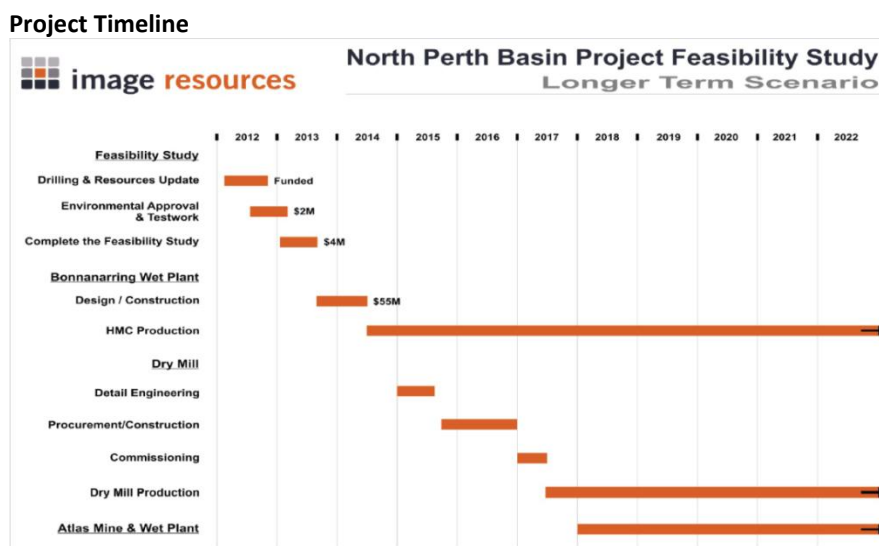 Project Timeline
image resources
North Perth Basin Project Feasibility Study
Longer Term Scenario
2012 2013 2014 2015 2016 2017 2018 2019 2020 2021 2022
Feasibility Study
Drilling & Resources Update Funded
Environmental Approval
& Testwork $2M
Complete the Feasibility Study $4M
Bonnanarring Wet Plant
Design / Construction $55M
HMC Production
Dry Mill
Detail Engineering
Procurement/Construction
Commissioning
Dry Mill Production
Atlas Mine & Wet Plant